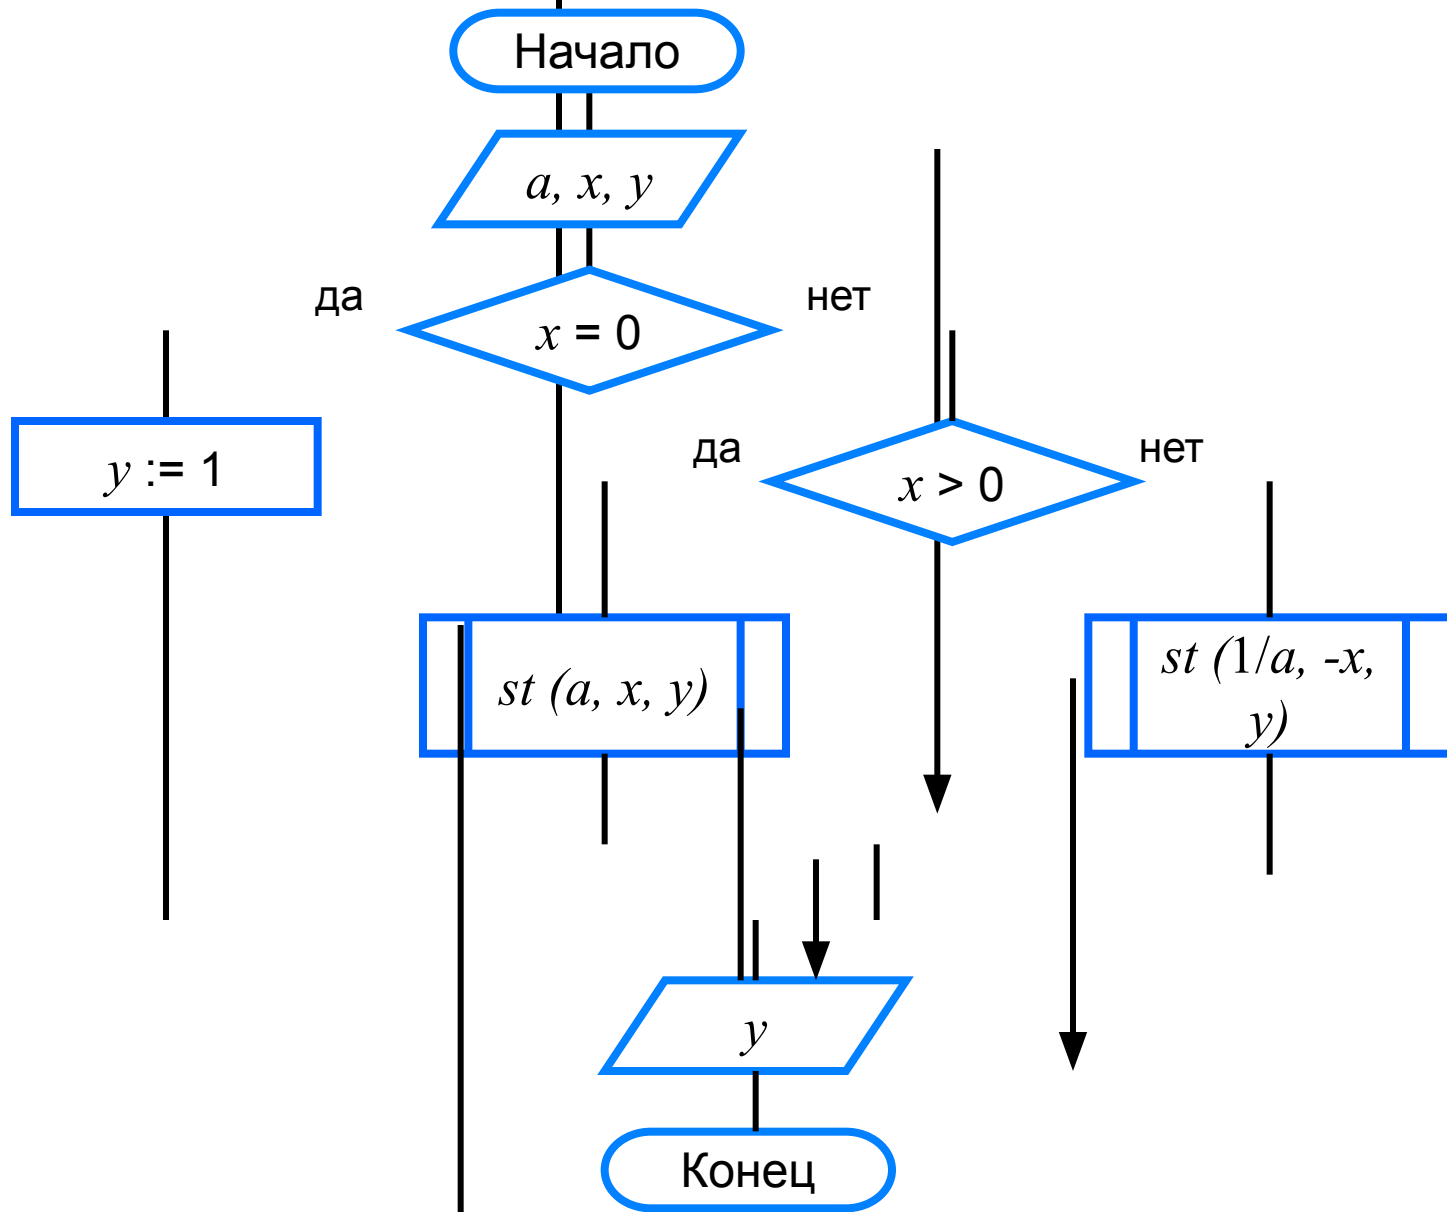 Начало
a, x, y
да
нет
x = 0
y := 1
да
нет
x > 0
st (a, x, y)
st (1/a, -x,
y)
y
Конец